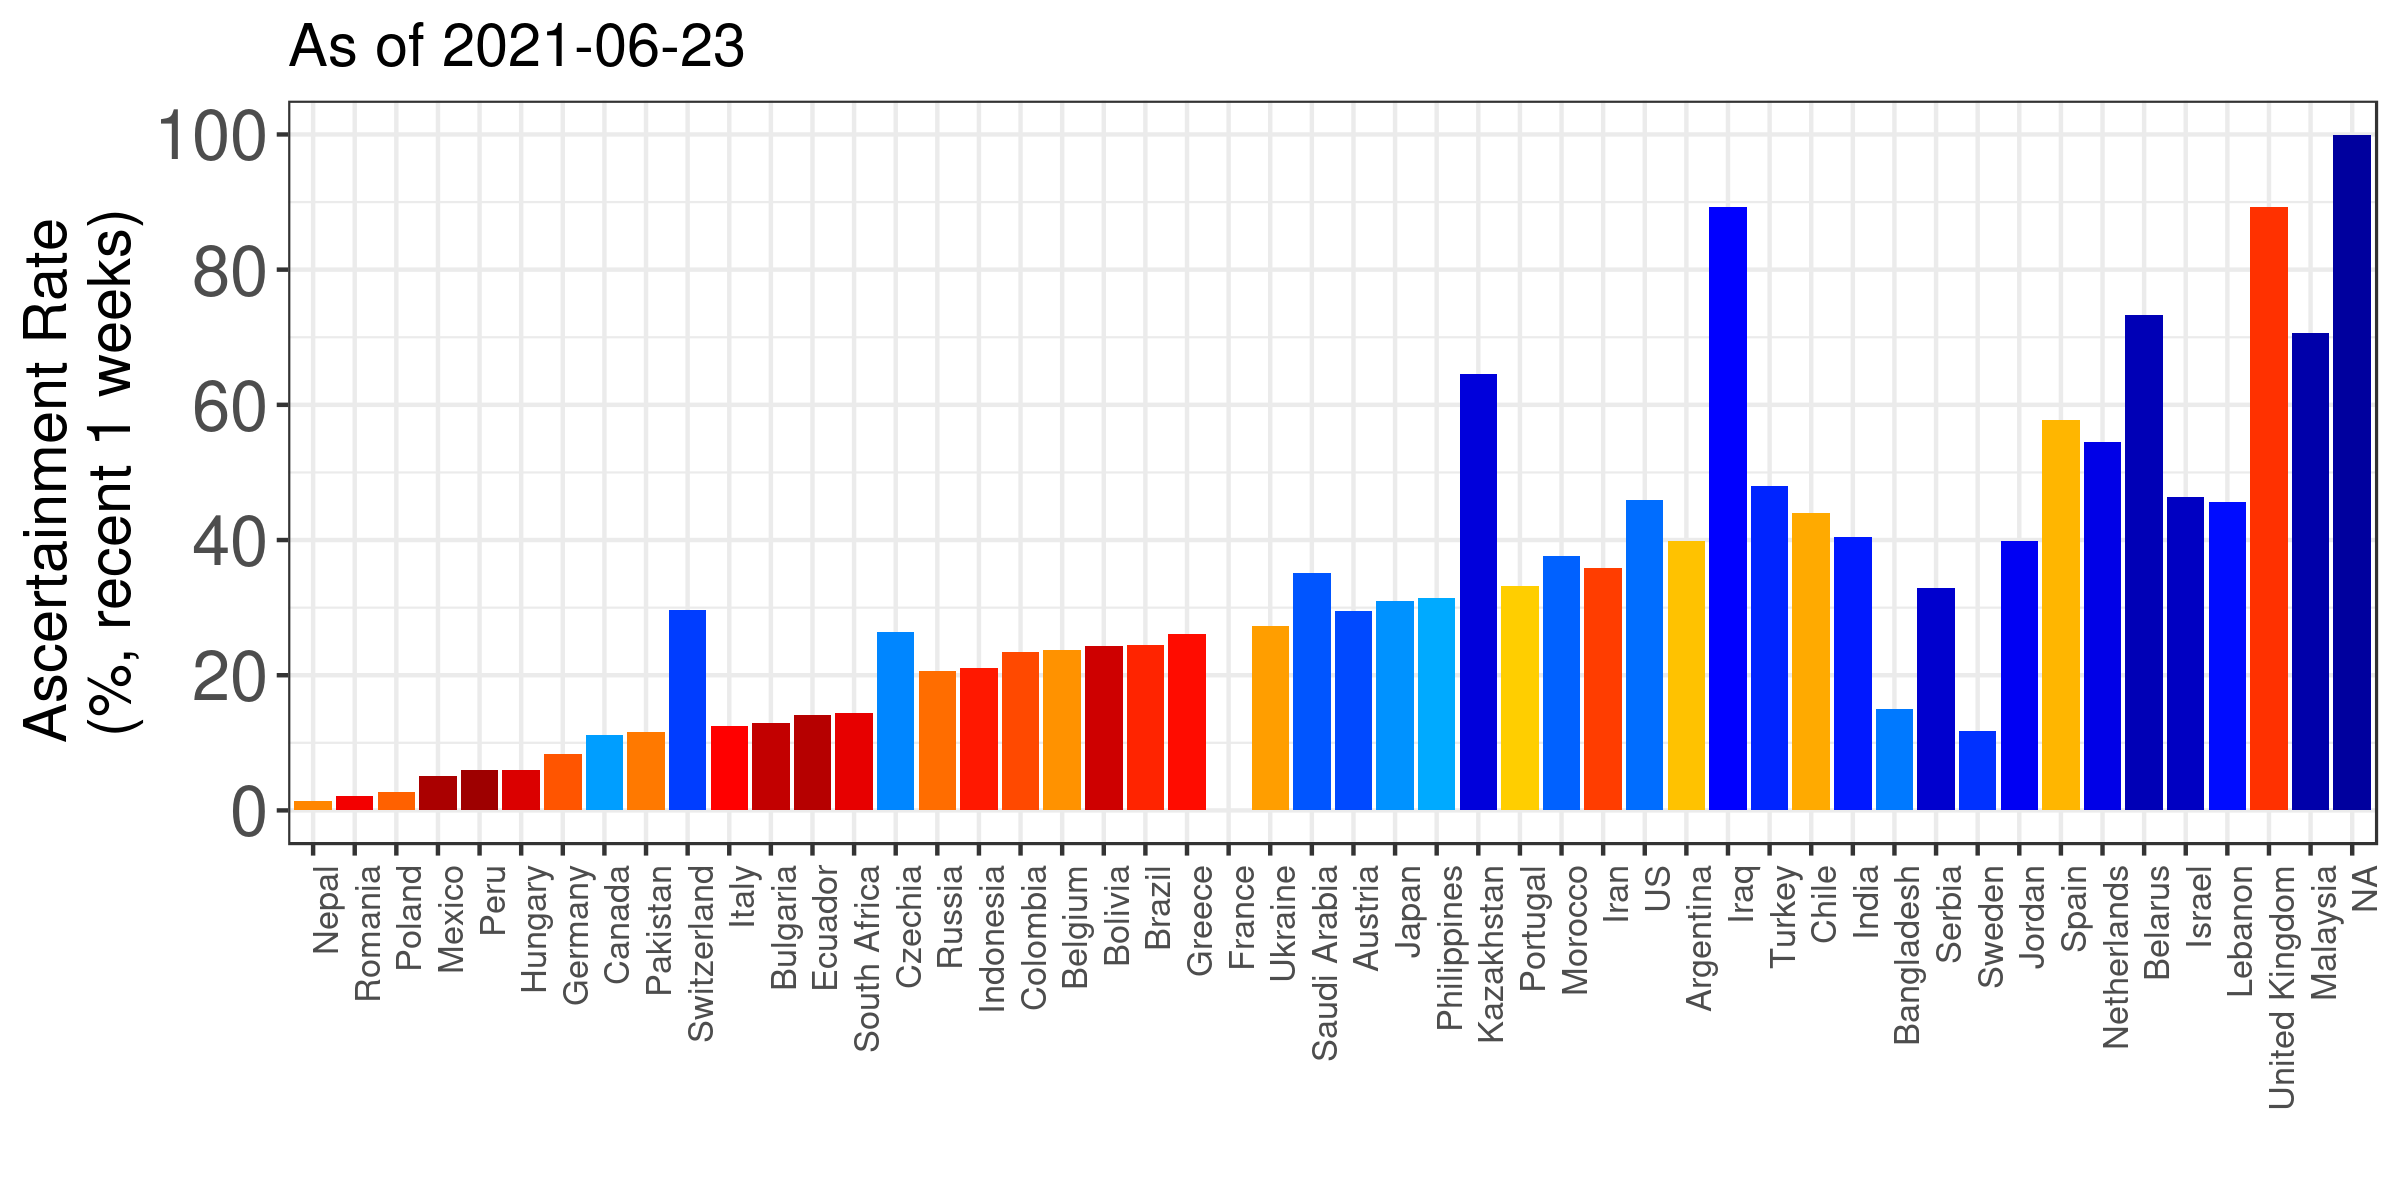 As of 2021-06-23
Ascertainment Rate
(%, recent 1 weeks)
100
80
60
40
20
0
Nepal
Romania
Poland
Mexico
Peru
Hungary
Germany
Canada
Pakistan
Switzerland
Italy
Bulgaria
Ecuador
South Africa
Czechia
Russia
Indonesia
Colombia
Belgium
Bolivia
Brazil
Greece
France
Ukraine
Saudi Arabia
Austria
Japan
Philippines
Kazakhstan
Portugal
Morocco
Iran
US
Argentina
Iraq
Turkey
Chile
India
Bangladesh
Serbia
Sweden
Jordan
Spain
Netherlands
Belarus
Israel
Lebanon
United Kingdom
Malaysia
NA